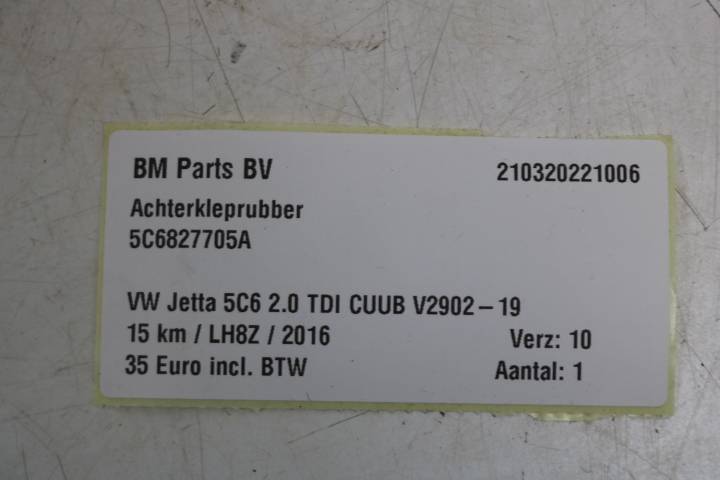 BM Parts BV 210320221006
Achterkleprubber
5C6827705A
VW Jetta 5C6 2.0 TDI CUUB V2902-19
15 km / LH8Z / 2016 Verz: 10
35 Euro incl. BTW Aantal: 1